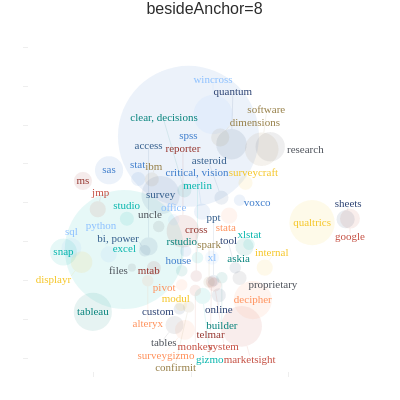 besideAnchor=8
wincross
quantum
software
clear, decisions
dimensions
spss
access
reporter
research
asteroid
stat
ibm
sas
critical, vision
surveycraft
ms
merlin
jmp
survey
voxco
studio
office
sheets
uncle
ppt
python
stata
qualtrics
sql
cross
bi, power
rstudio
tool
xlstat
google
snap
excel
spark
internal
house
xl
askia
files
mtab
displayr
pivot
proprietary
modul
decipher
tableau
custom
online
alteryx
builder
telmar
tables
monkey
system
surveygizmo
gizmo
marketsight
confirmit